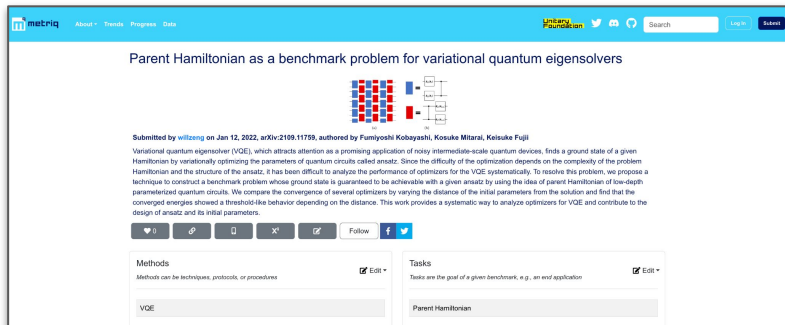 metriq
About
Trends
Progress
Data
Unitary
Foundation
Search
Log In
Submit
Parent Hamiltonian as a benchmark problem for variational quantum eigensolvers
(a)
(b)
Submitted by willzeng on Jan 12, 2022, arXiv:2109.11759, authored by Fumiyoshi Kobayashi, Kosuke Mitarai, Keisuke Fujii
Variational quantum eigensolver (VQE), which attracts attention as a promising application of noisy intermediate-scale quantum devices, finds a ground state of a given
Hamiltonian by variationally optimizing the parameters of quantum circuits called ansatz. Since the difficulty of the optimization depends on the complexity of the problem
Hamiltonian and the structure of the ansatz, it has been difficult to analyze the performance of optimizers for the VQE systematically. To resolve this problem, we propose a
technique to construct a benchmark problem whose ground state is guaranteed to be achievable with a given ansatz by using the idea of parent Hamiltonian of low-depth
parameterized quantum circuits. We compare the convergence of several optimizers by varying the distance of the initial parameters from the solution and find that the
converged energies showed a threshold-like behavior depending on the distance. This work provides a systematic way to analyze optimizers for VQE and contribute to the
design of ansatz and its initial parameters.
0
Follow
Methods
Edit
Methods can be techniques, protocols, or procedures
VQE
Tasks
Edit
Tasks are the goal of a given benchmark, e.g., an end application
Parent Hamiltonian